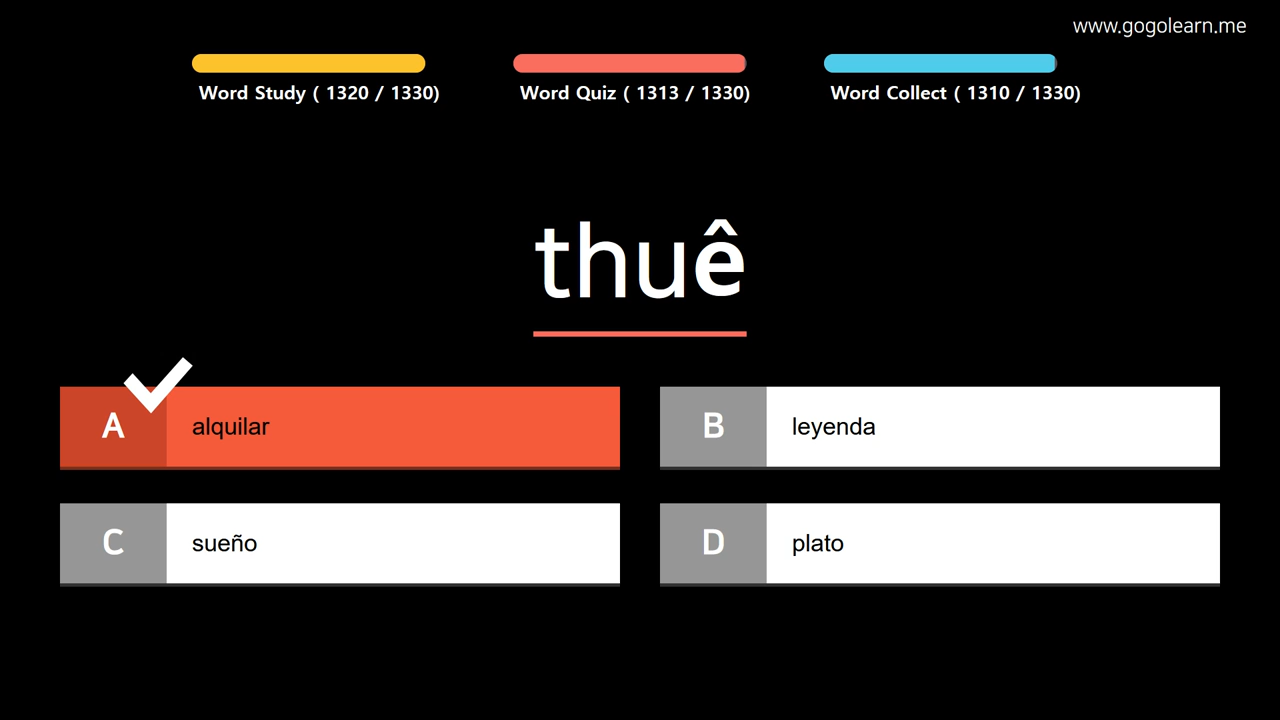 www.gogolearn.me
Word Study ( 1320 / 1330)
Word Quiz ( 1313 / 1330)
Word Collect ( 1310 / 1330)
thuê
A alquilar
B leyenda
C sueño
D plato